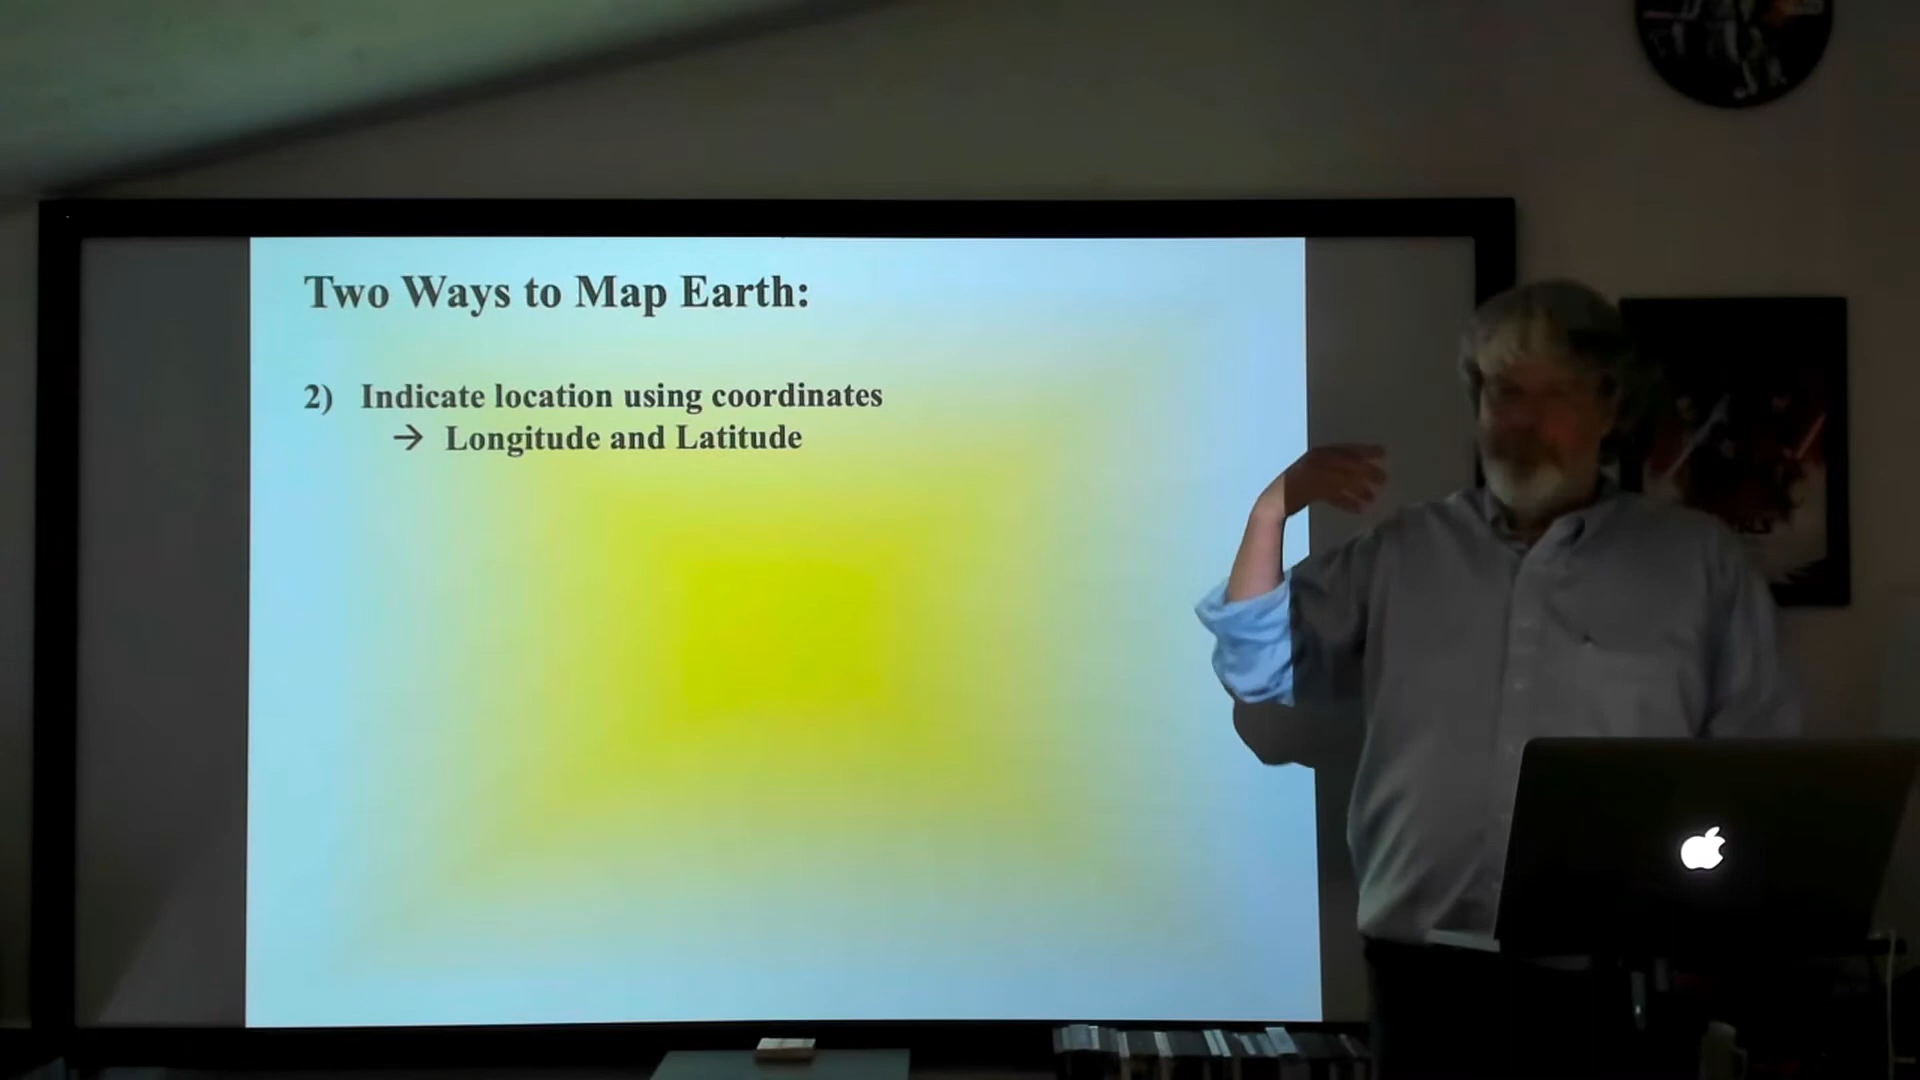 Two Ways to Map Earth:
2) Indicate location using coordinates
→ Longitude and Latitude